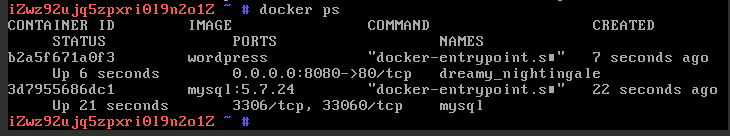 iZwz92ujq5zpxri0l9n2o1Z ~ # docker ps
CONTAINER ID IMAGE COMMAND CREATED
STATUS PORTS NAMES
b2a5f671a0f3 wordpress "docker-entrypoint.s■" 7 seconds ago
Up 6 seconds 0.0.0.0:8080->80/tcp dreamy_nightingale
3d7955686dc1 mysql:5.7.24 "docker-entrypoint.s■" 22 seconds ago
Up 21 seconds 3306/tcp, 33060/tcp mysql
iZwz92ujq5zpxri0l9n2o1Z ~ #